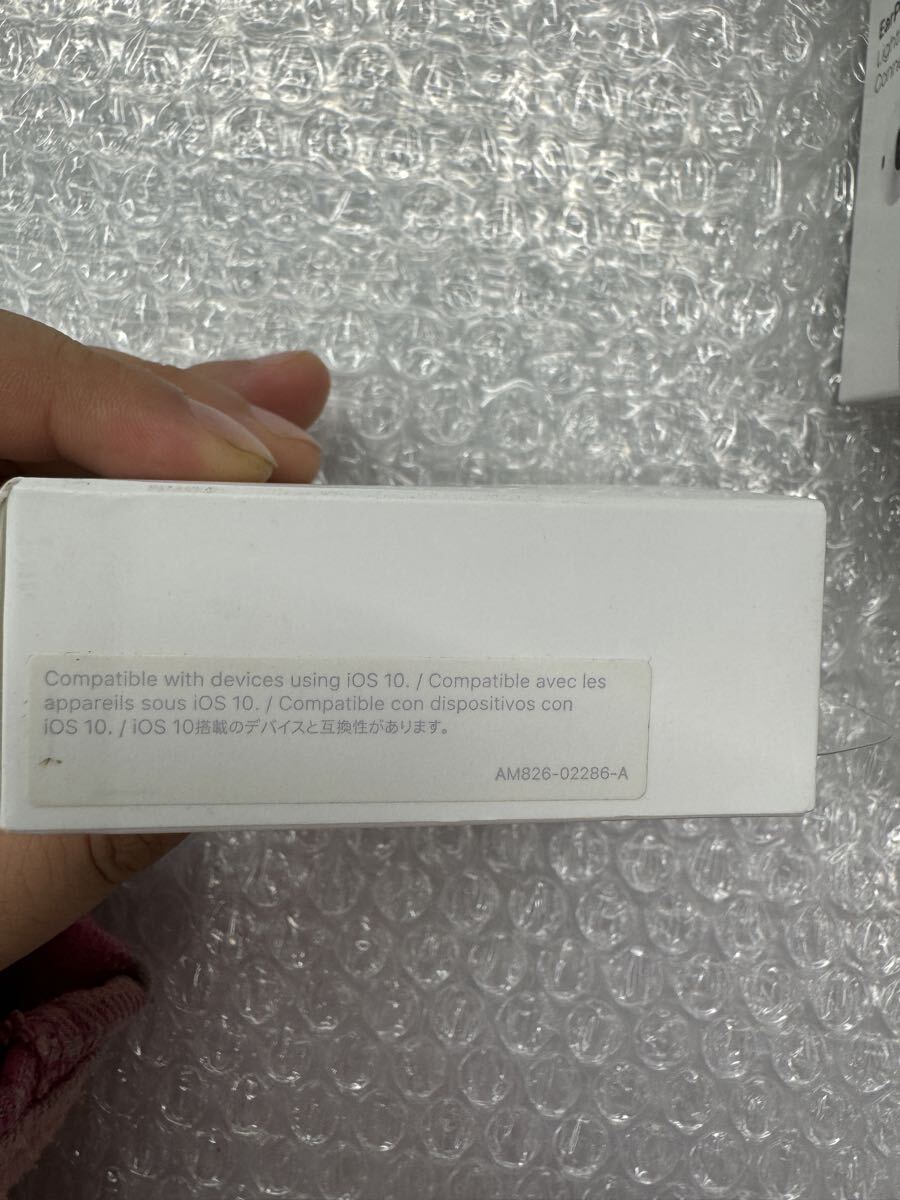 Compatible with devices using iOS 10. / Compatible avec les
appareils sous iOS 10. / Compatible con dispositivos con
iOS 10. / iOS 10搭載のデバイスと互換性があります。
AM826-02286-A